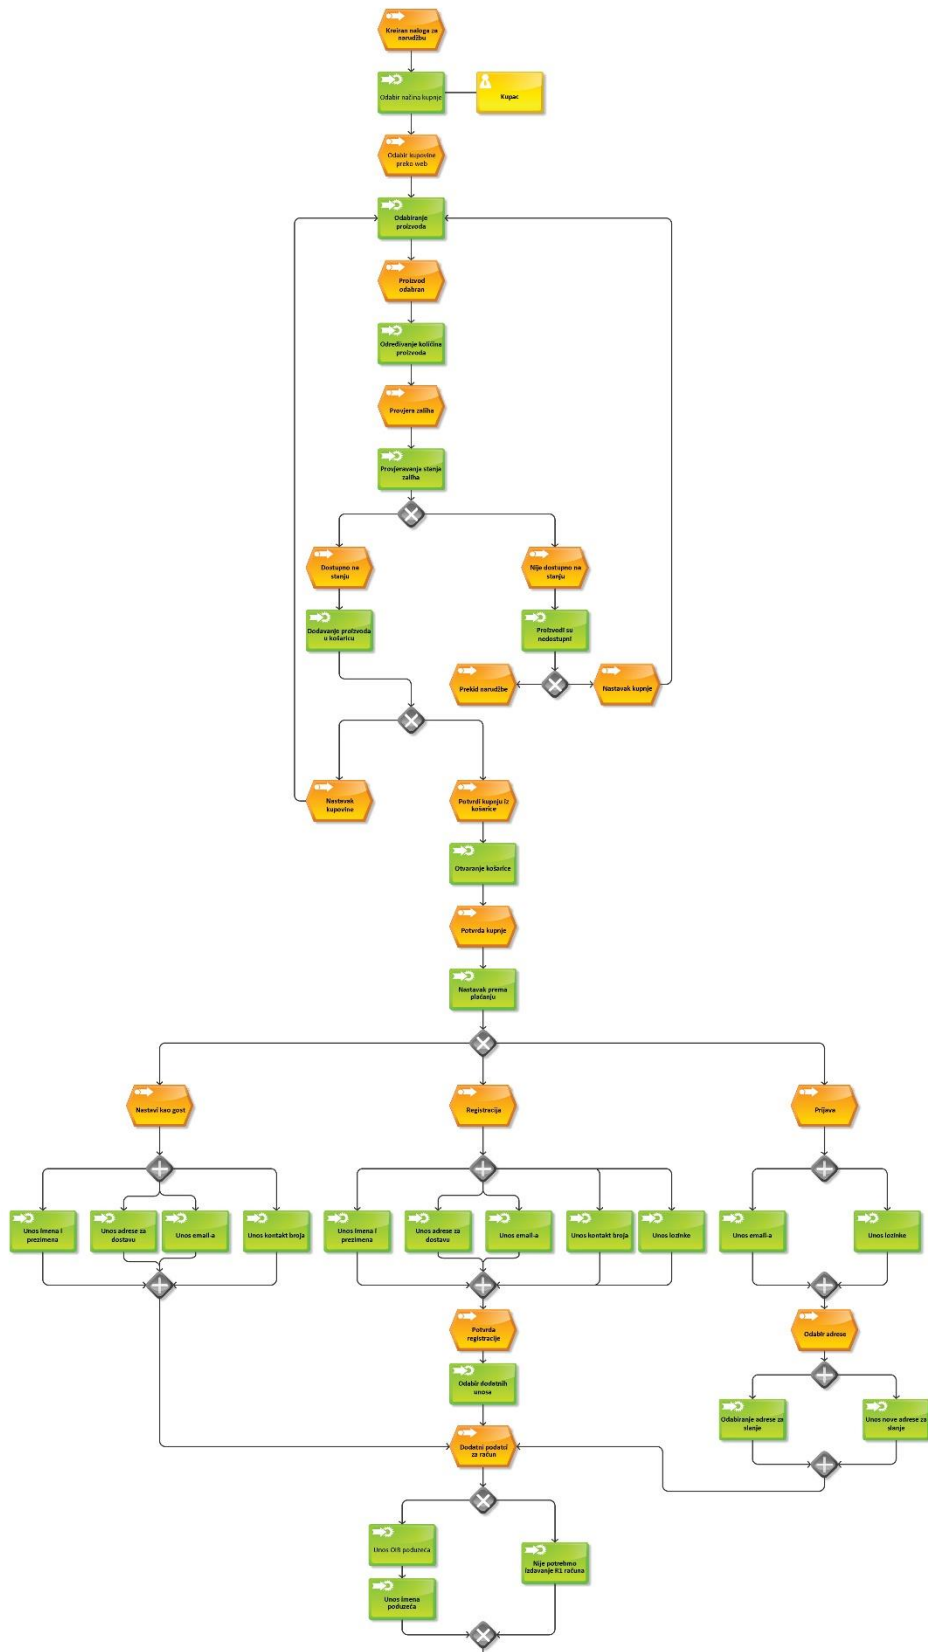 Kreiran naloga za
narudžbu
Odabir načina kupnje
Kupac
Odabir kupovine
preko web
Odabiranje
proizvoda
Proizvod
odabran
Određivanje količina
proizvoda
Provjera zaliha
Provjeravanja stanja
zaliha
Dostupno na
stanju
Nije dostupno na
stanju
Dodavanje proizvoda
u košaricu
Proizvodi su
nedostupni
Prekid narudžbe
Nastavak kupnje
Nastavak
kupovine
Potvrdi kupnju iz
košarice
Otvaranje košarice
Potvrda kupnje
Nastavak prema
plaćanju
Nastavi kao gost
Registracija
Prijava
Unos imena i
prezimena
Unos adrese za
dostavu
Unos email-a
Unos kontakt broja
Unos imena i
prezimena
Unos adrese za
dostavu
Unos email-a
Unos kontakt broja
Unos lozinke
Unos email-a
Unos lozinke
Potvrda
registracije
Odabir adrese
Odabir dodatnih
unosa
Odabiranje adrese za
slanje
Unos nove adrese za
slanje
Dodatni podatci
za račun
Unos OIB poduzeća
Nije potrebno
izdavanje R1 računa
Unos imena
poduzeća